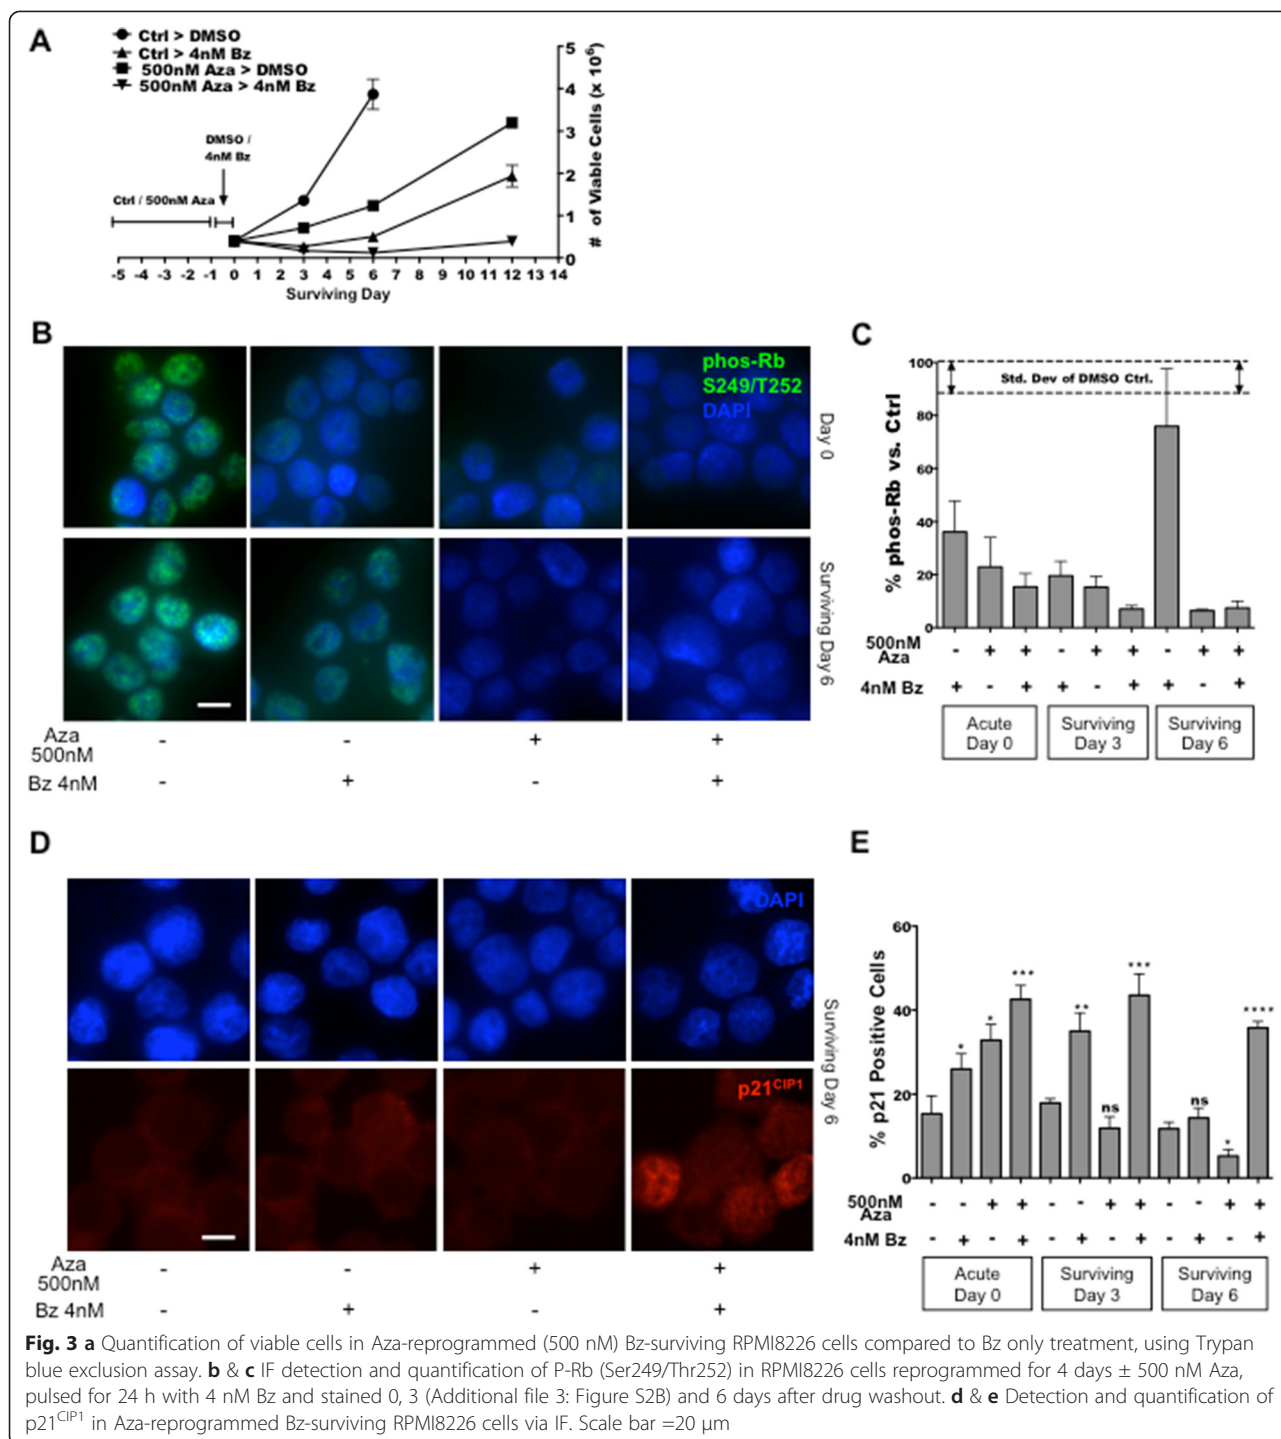 A
Ctrl > DMSO
Ctrl > 4nM Bz
500nM Aza > DMSO
500nM Aza > 4nM Bz
DMSO /
4nM Bz
Ctrl / 500nM Aza
5
4
3
2
1
0
# of Viable Cells (x 10⁶)
-5 -4 -3 -2 -1 0 1 2 3 4 5 6 7 8 9 10 11 12 13 14
Surviving Day
B
phos-Rb
S249/T252
DAPI
Day 0
Surviving Day 6
Aza
500nM
- - + +
Bz 4nM
- + - +
C
% phos-Rb vs. Ctrl
100
80
60
40
20
0
Std. Dev of DMSO Ctrl.
500nM
Aza
- + + - + + - + +
4nM Bz
+ - + + - + + - +
Acute
Day 0
Surviving
Day 3
Surviving
Day 6
D
DAPI
p21CIP1
Surviving Day 6
Aza
500nM
- - + +
Bz 4nM
- + - +
E
% p21 Positive Cells
60
40
20
0
* * *** ** ns *** ns * ****
500nM
Aza
- - + + - - + + - - + +
4nM Bz
- + - + - + - + - + - +
Acute
Day 0
Surviving
Day 3
Surviving
Day 6
Fig. 3 a Quantification of viable cells in Aza-reprogrammed (500 nM) Bz-surviving RPMI8226 cells compared to Bz only treatment, using Trypan
blue exclusion assay. b & c IF detection and quantification of P-Rb (Ser249/Thr252) in RPMI8226 cells reprogrammed for 4 days ± 500 nM Aza,
pulsed for 24 h with 4 nM Bz and stained 0, 3 (Additional file 3: Figure S2B) and 6 days after drug washout. d & e Detection and quantification of
p21CIP1 in Aza-reprogrammed Bz-surviving RPMI8226 cells via IF. Scale bar =20 μm